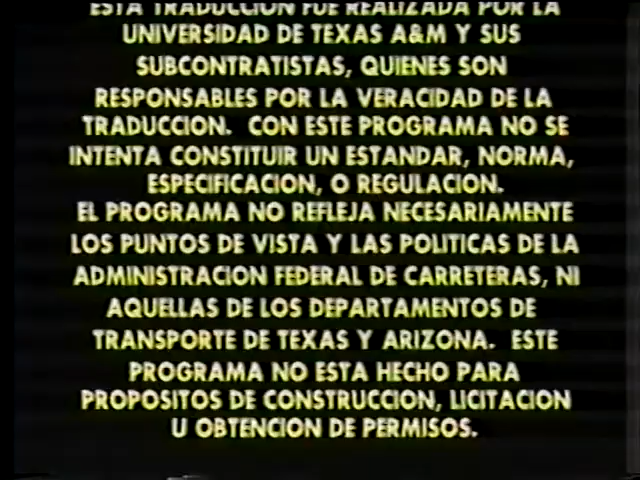 ESTA TRADUCCION FUE REALIZADA POR LA
UNIVERSIDAD DE TEXAS A&M Y SUS
SUBCONTRATISTAS, QUIENES SON
RESPONSABLES POR LA VERACIDAD DE LA
TRADUCCION. CON ESTE PROGRAMA NO SE
INTENTA CONSTITUIR UN ESTANDAR, NORMA,
ESPECIFICACION, O REGULACION.
EL PROGRAMA NO REFLEJA NECESARIAMENTE
LOS PUNTOS DE VISTA Y LAS POLITICAS DE LA
ADMINISTRACION FEDERAL DE CARRETERAS, NI
AQUELLAS DE LOS DEPARTAMENTOS DE
TRANSPORTE DE TEXAS Y ARIZONA. ESTE
PROGRAMA NO ESTA HECHO PARA
PROPOSITOS DE CONSTRUCCION, LICITACION
U OBTENCION DE PERMISOS.